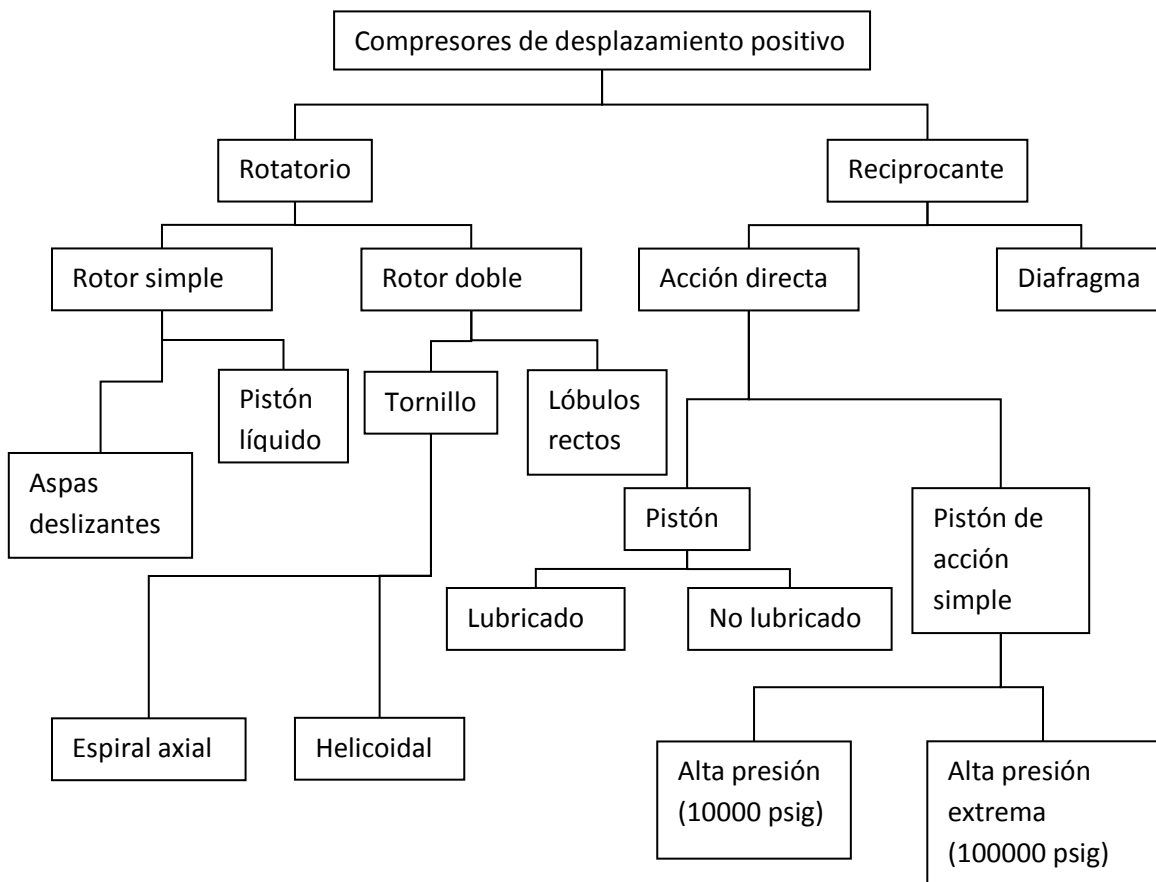 Compresores de desplazamiento positivo
Rotatorio
Reciprocante
Rotor simple
Rotor doble
Acción directa
Diafragma
Pistón
líquido
Tornillo
Lóbulos
rectos
Aspas
deslizantes
Pistón
Pistón de
acción
simple
Lubricado
No lubricado
Espiral axial
Helicoidal
Alta presión
(10000 psig)
Alta presión
extrema
(100000 psig)